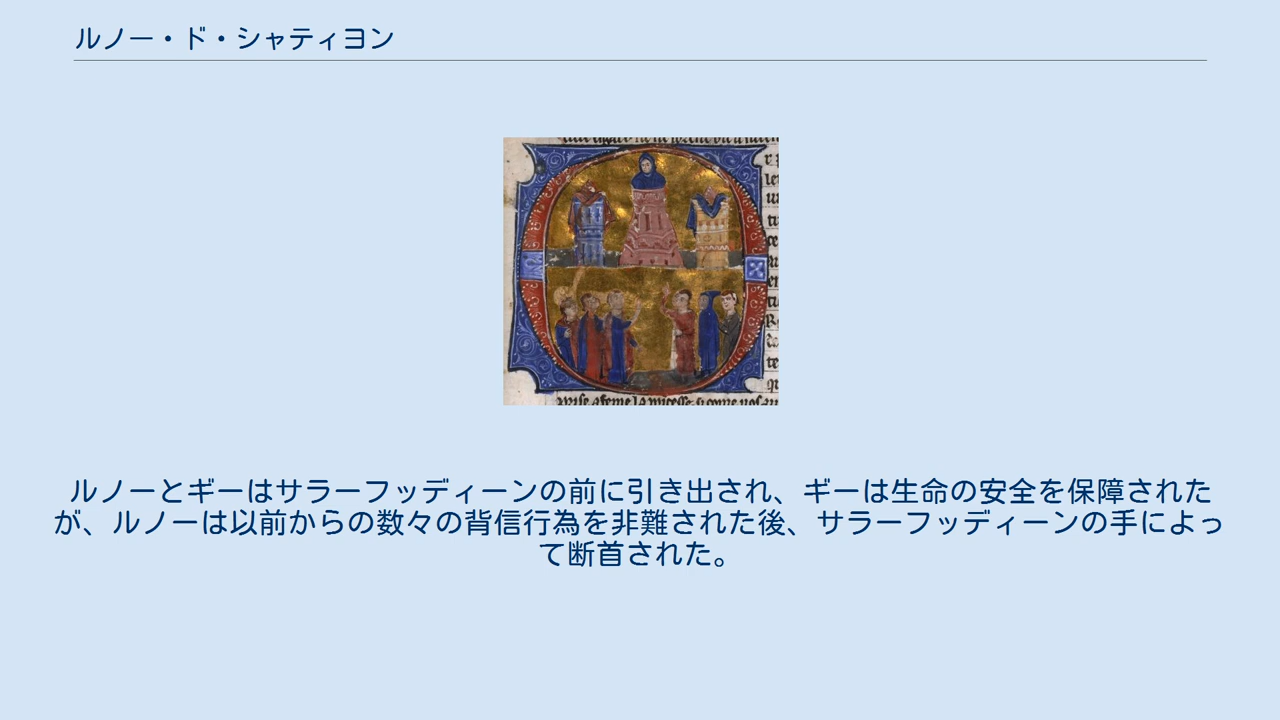 ルノー・ド・シャティヨン
ルノーとギーはサラーフッディーンの前に引き出され、ギーは生命の安全を保障された
が、ルノーは以前からの数々の背信行為を非難された後、サラーフッディーンの手によっ
て断首された。